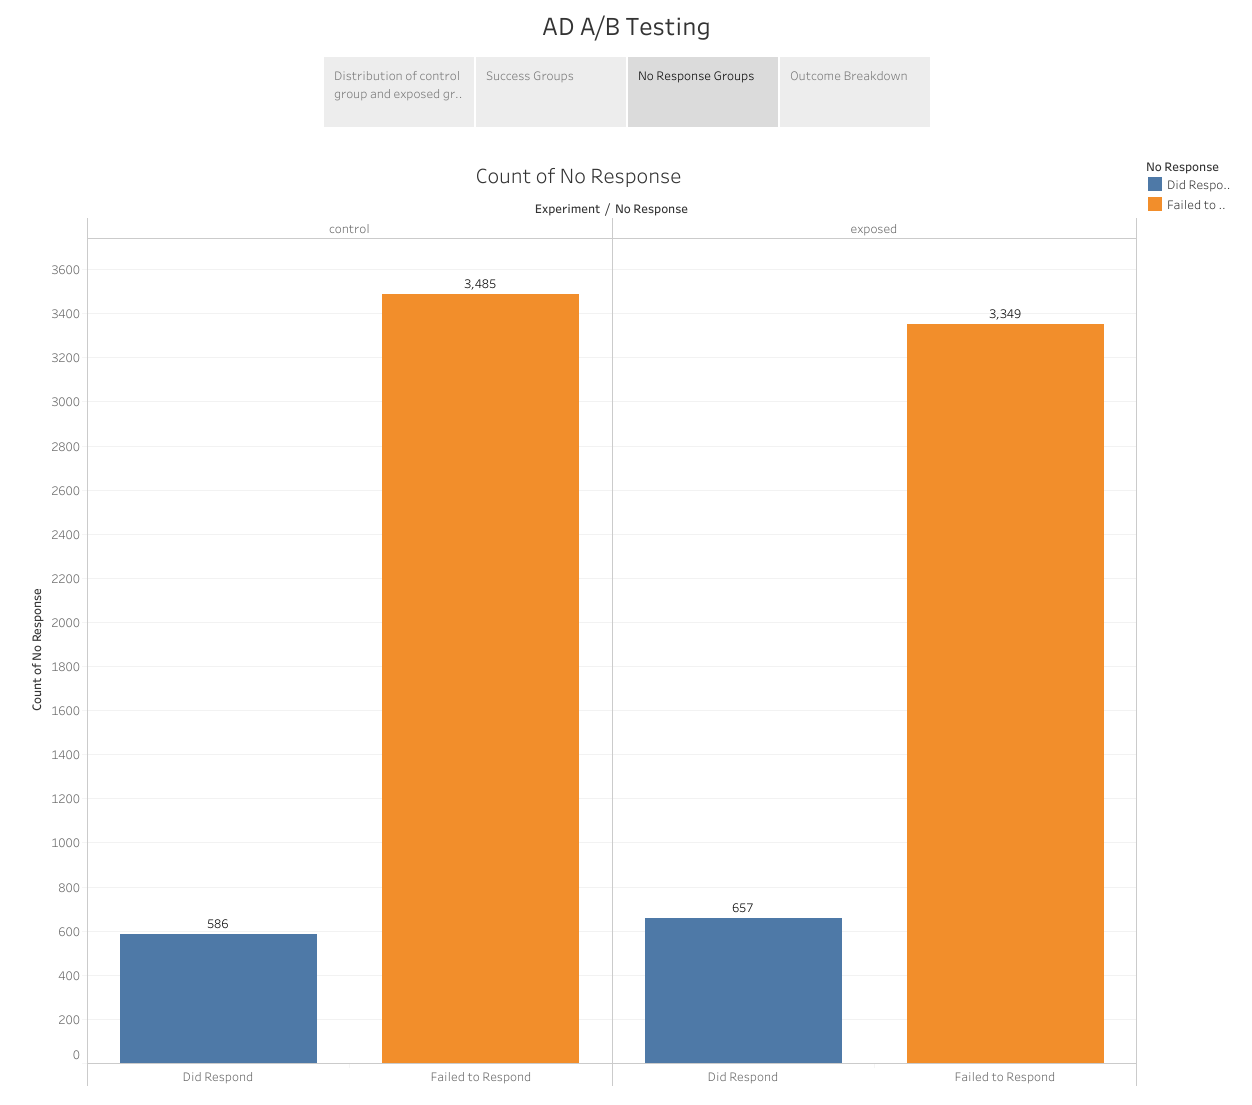 AD A/B Testing
Distribution of control
group and exposed gr..
Success Groups
No Response Groups
Outcome Breakdown
Count of No Response
No Response
Did Respo..
Failed to ..
Experiment / No Response
control
exposed
3600
3400
3200
3000
2800
2600
2400
2200
2000
1800
1600
1400
1200
1000
800
600
400
200
0
Count of No Response
3,485
3,349
586
657
Did Respond
Failed to Respond
Did Respond
Failed to Respond